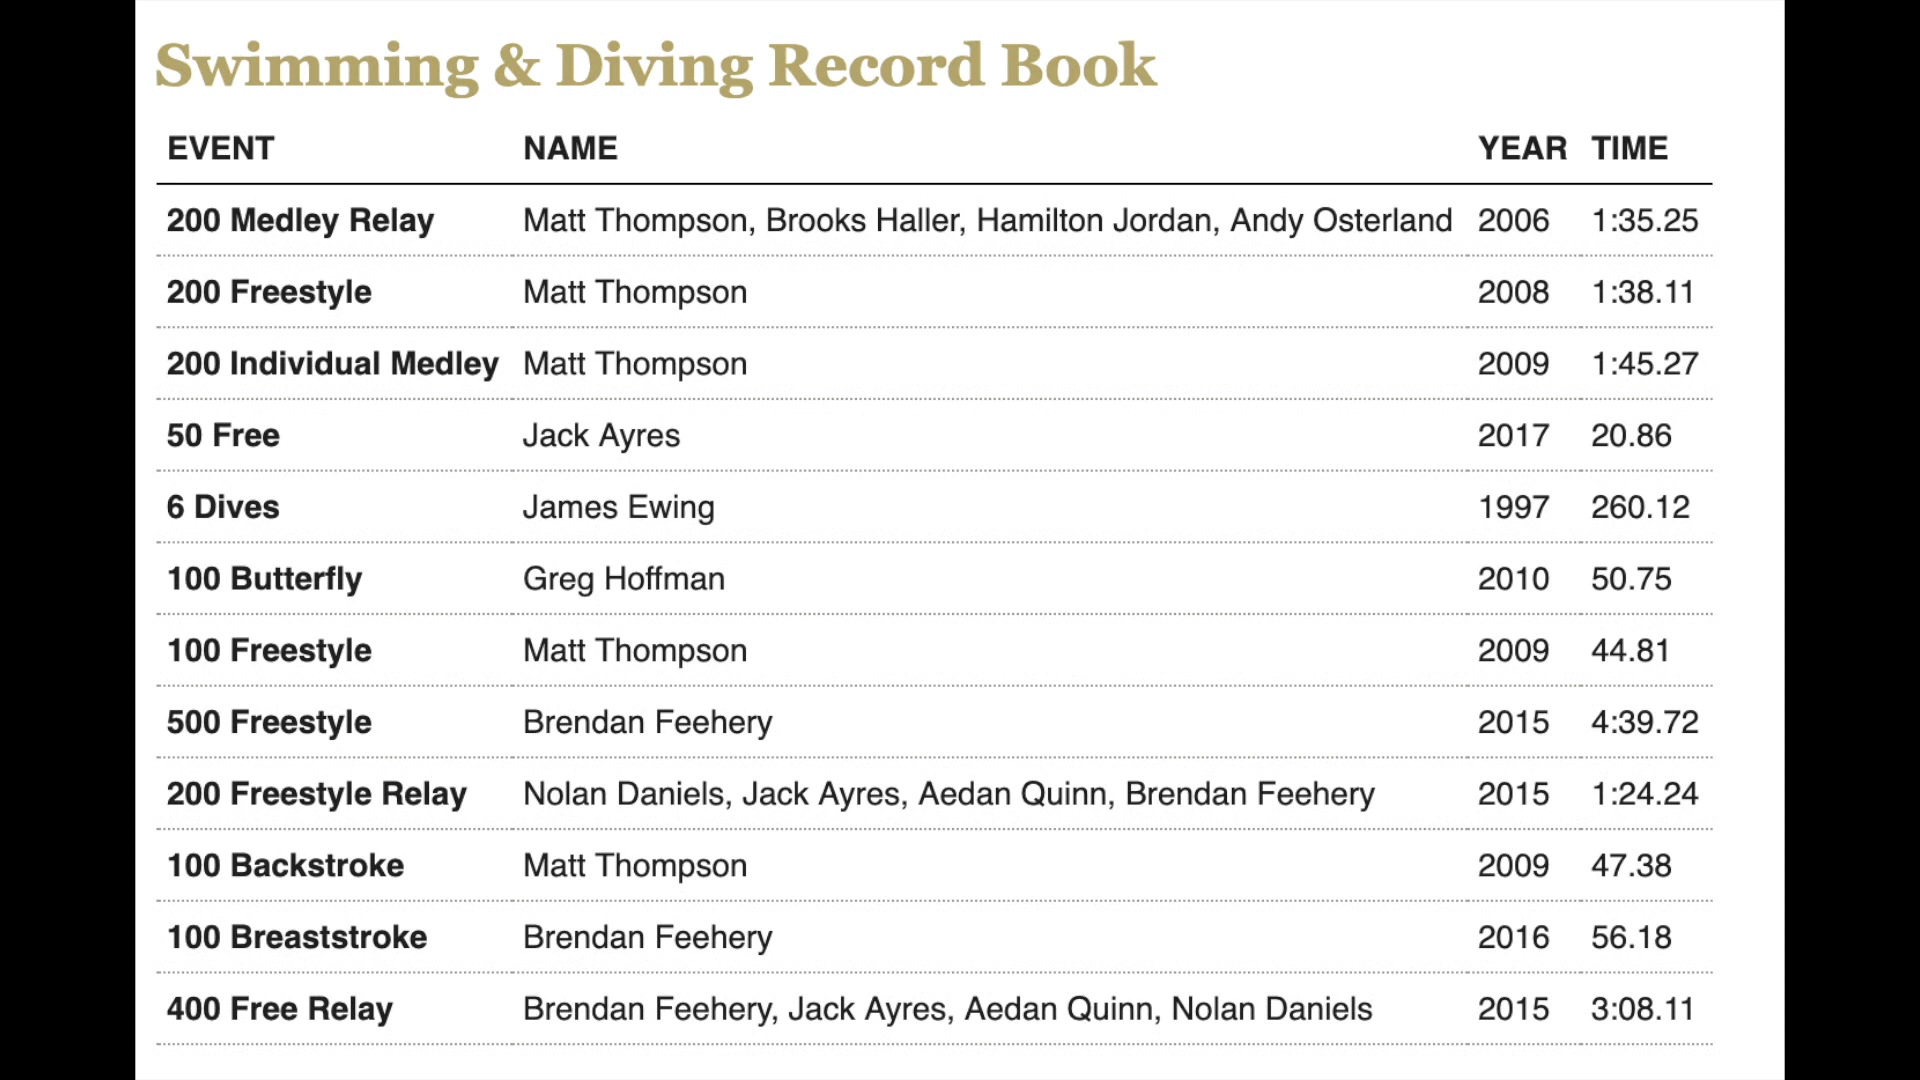 Swimming & Diving Record Book
EVENT NAME YEAR TIME
200 Medley Relay Matt Thompson, Brooks Haller, Hamilton Jordan, Andy Osterland 2006 1:35.25
200 Freestyle Matt Thompson 2008 1:38.11
200 Individual Medley Matt Thompson 2009 1:45.27
50 Free Jack Ayres 2017 20.86
6 Dives James Ewing 1997 260.12
100 Butterfly Greg Hoffman 2010 50.75
100 Freestyle Matt Thompson 2009 44.81
500 Freestyle Brendan Feehery 2015 4:39.72
200 Freestyle Relay Nolan Daniels, Jack Ayres, Aedan Quinn, Brendan Feehery 2015 1:24.24
100 Backstroke Matt Thompson 2009 47.38
100 Breaststroke Brendan Feehery 2016 56.18
400 Free Relay Brendan Feehery, Jack Ayres, Aedan Quinn, Nolan Daniels 2015 3:08.11